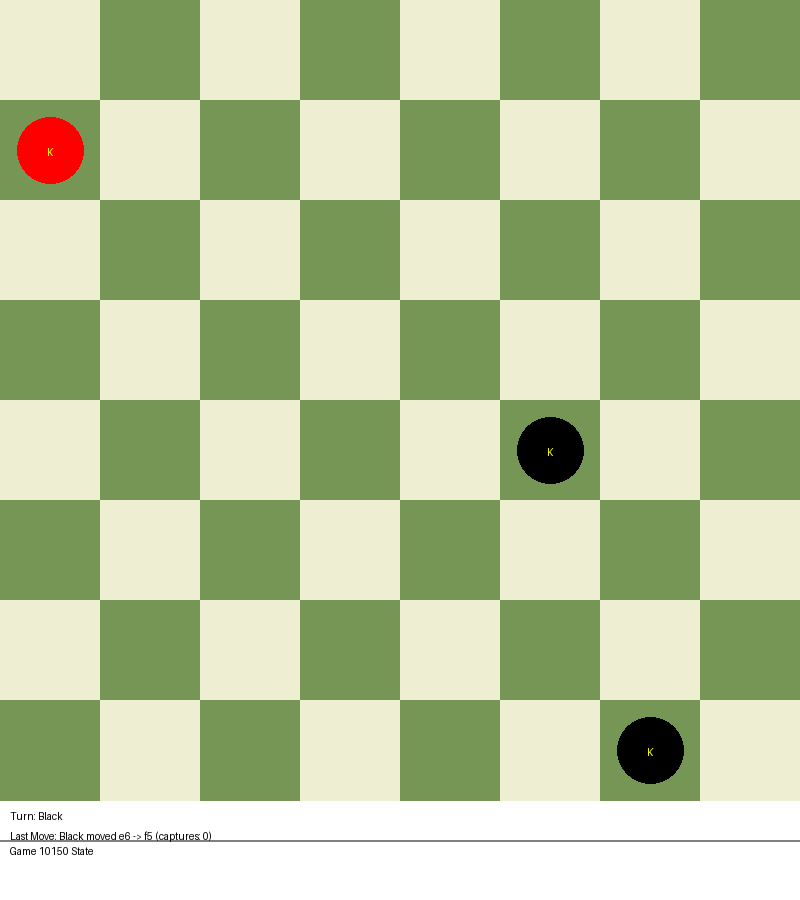 K
K
K
Turn: Black
Last Move: Black moved e6 -> f5 (captures: 0)
Game 10150 State